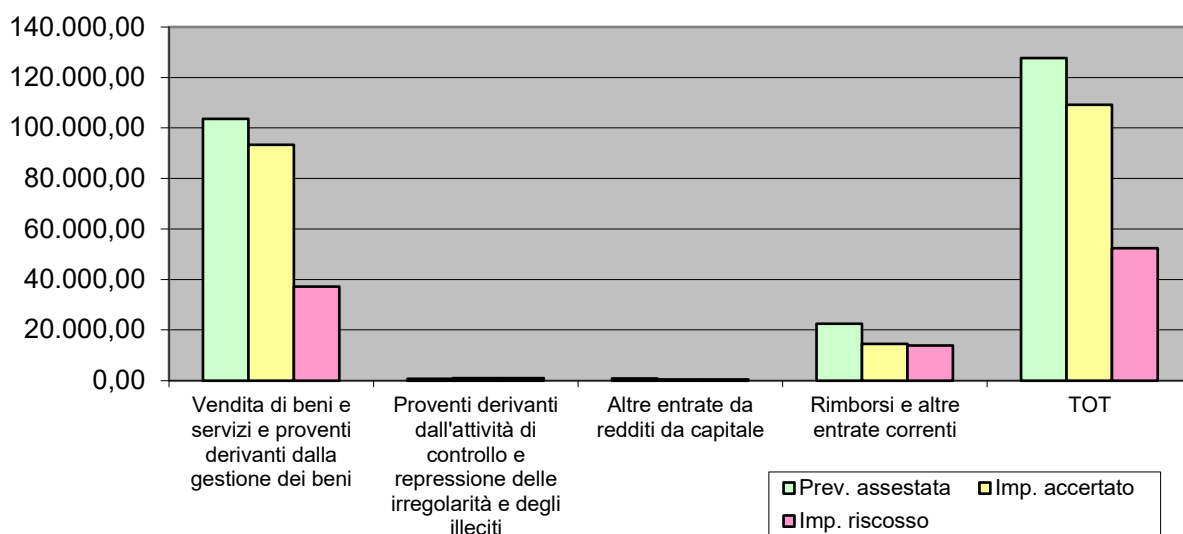 140.000,00
120.000,00
100.000,00
80.000,00
60.000,00
40.000,00
20.000,00
0,00
Vendita di beni e
servizi e proventi
derivanti dalla
gestione dei beni
Proventi derivanti
dall'attività di
controllo e
repressione delle
irregolarità e degli
illeciti
Altre entrate da
redditi da capitale
Rimborsi e altre
entrate correnti
TOT
Prev. assestata
Imp. accertato
Imp. riscosso